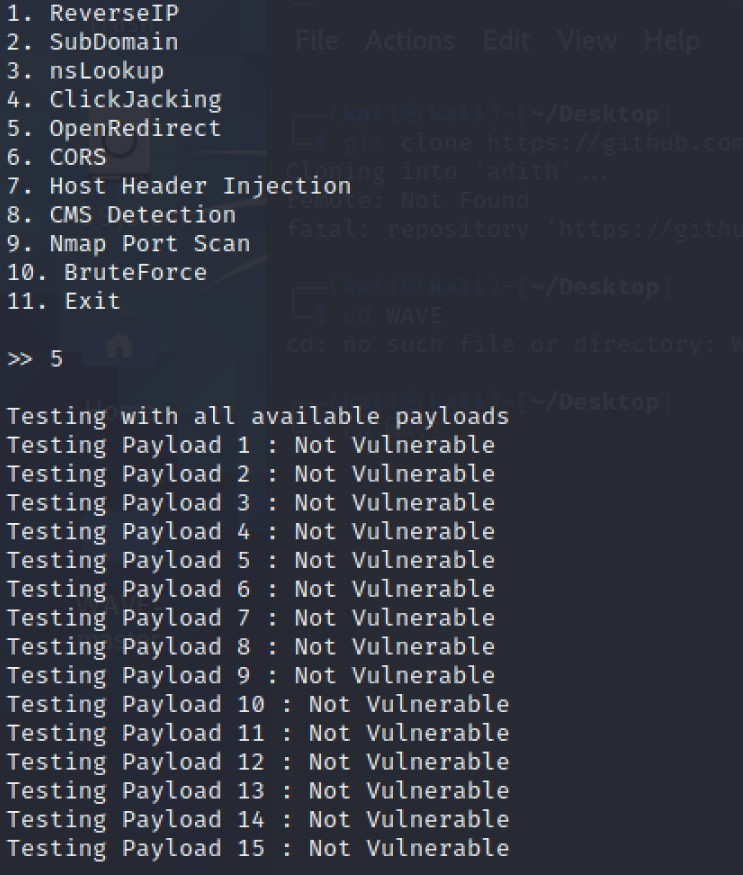 1. ReverseIP
2. SubDomain
3. nsLookup
4. ClickJacking
5. OpenRedirect
6. CORS
7. Host Header Injection
8. CMS Detection
9. Nmap Port Scan
10. BruteForce
11. Exit
>> 5
Testing with all available payloads
Testing Payload 1 : Not Vulnerable
Testing Payload 2 : Not Vulnerable
Testing Payload 3 : Not Vulnerable
Testing Payload 4 : Not Vulnerable
Testing Payload 5 : Not Vulnerable
Testing Payload 6 : Not Vulnerable
Testing Payload 7 : Not Vulnerable
Testing Payload 8 : Not Vulnerable
Testing Payload 9 : Not Vulnerable
Testing Payload 10 : Not Vulnerable
Testing Payload 11 : Not Vulnerable
Testing Payload 12 : Not Vulnerable
Testing Payload 13 : Not Vulnerable
Testing Payload 14 : Not Vulnerable
Testing Payload 15 : Not Vulnerable
File Actions Edit View Help
(kali㉿kali)-[~/Desktop]
$ git clone https://github.com
Cloning into 'adith'...
remote: Not Found
fatal: repository 'https://githu
(kali㉿kali)-[~/Desktop]
$ cd WAVE
cd: no such file or directory: W
(kali㉿kali)-[~/Desktop]